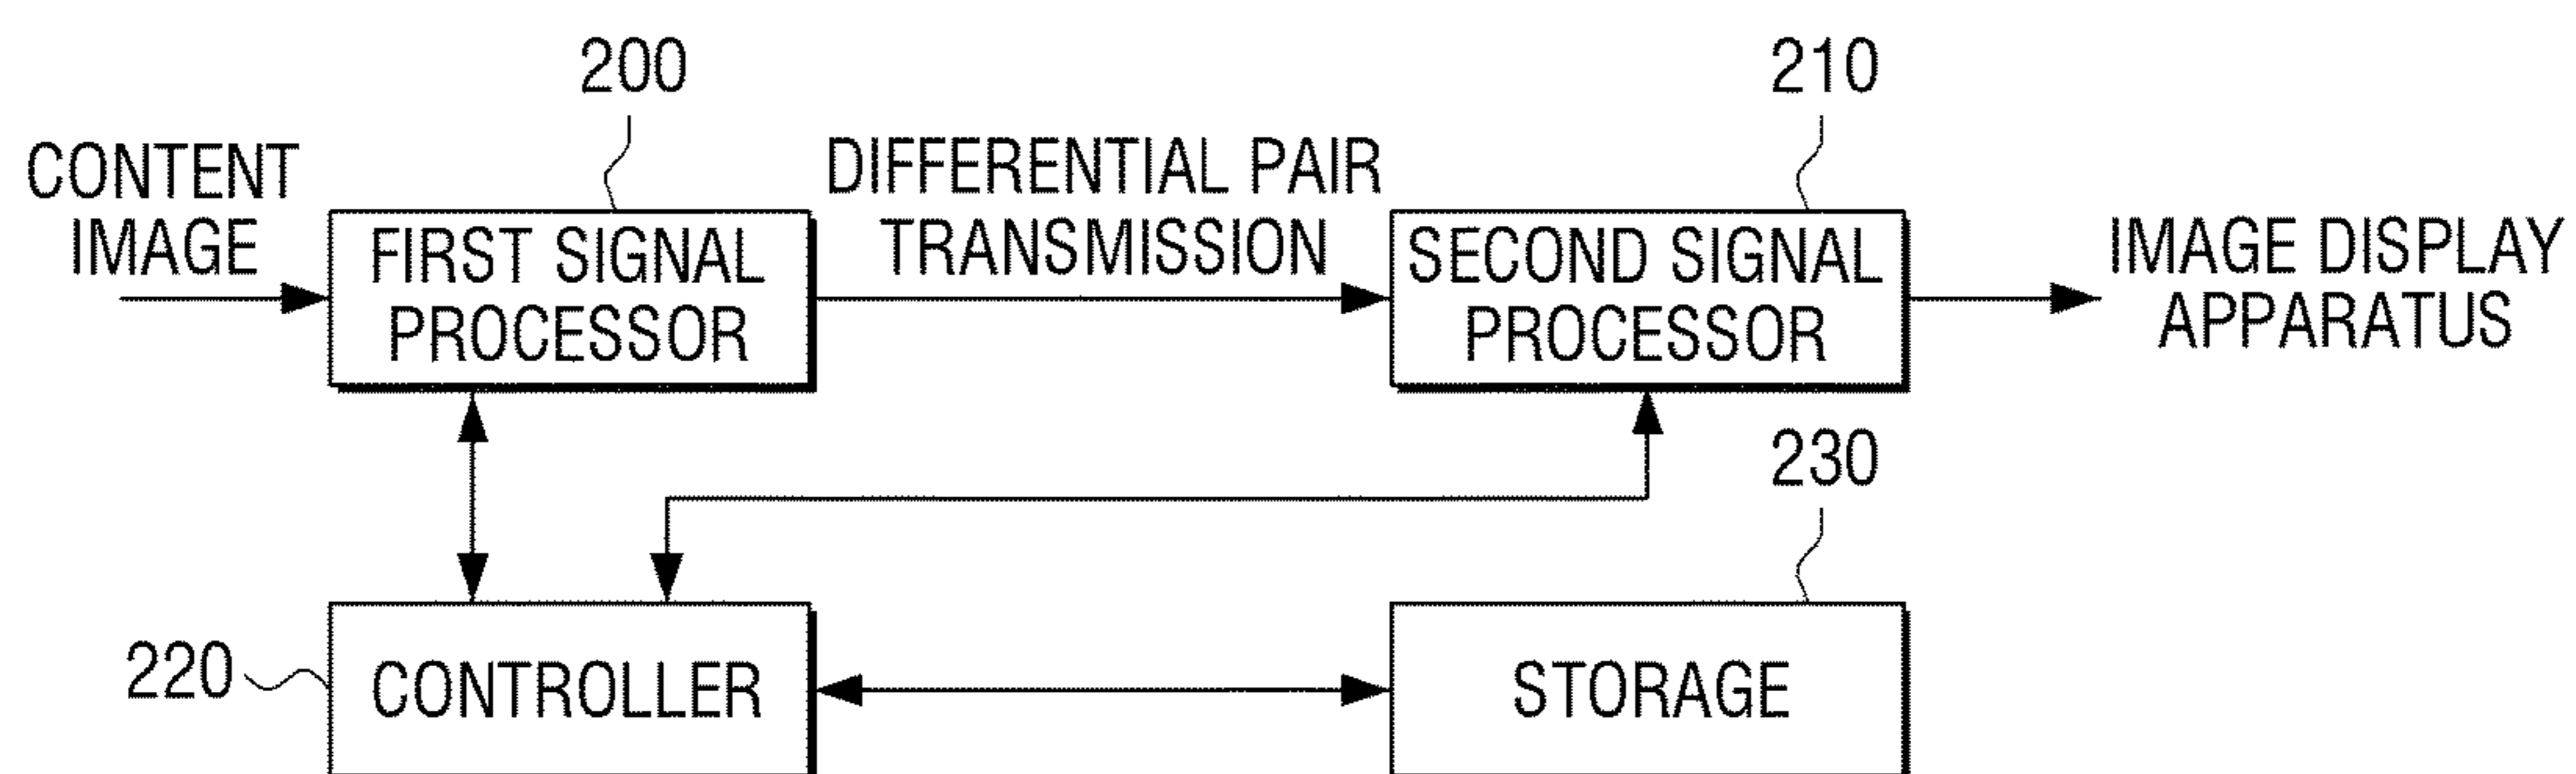 200
210
CONTENT
IMAGE
DIFFERENTIAL PAIR
TRANSMISSION
FIRST SIGNAL
PROCESSOR
SECOND SIGNAL
PROCESSOR
IMAGE DISPLAY
APPARATUS
230
220
CONTROLLER
STORAGE